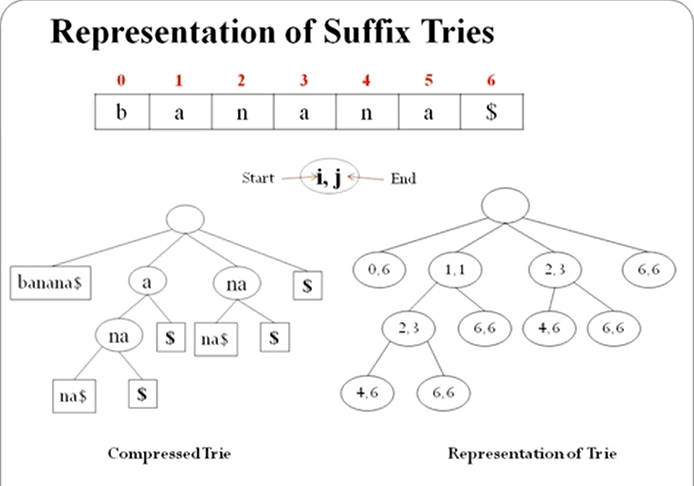 Representation of Suffix Tries
0 1 2 3 4 5 6
b a n a n a $
Start i, j End
banana$ a na $
na $ na$ $
na$ $
Compressed Trie
0,6 1,1 2,3 6,6
2,3 6,6 4,6 6,6
4,6 6,6
Representation of Trie